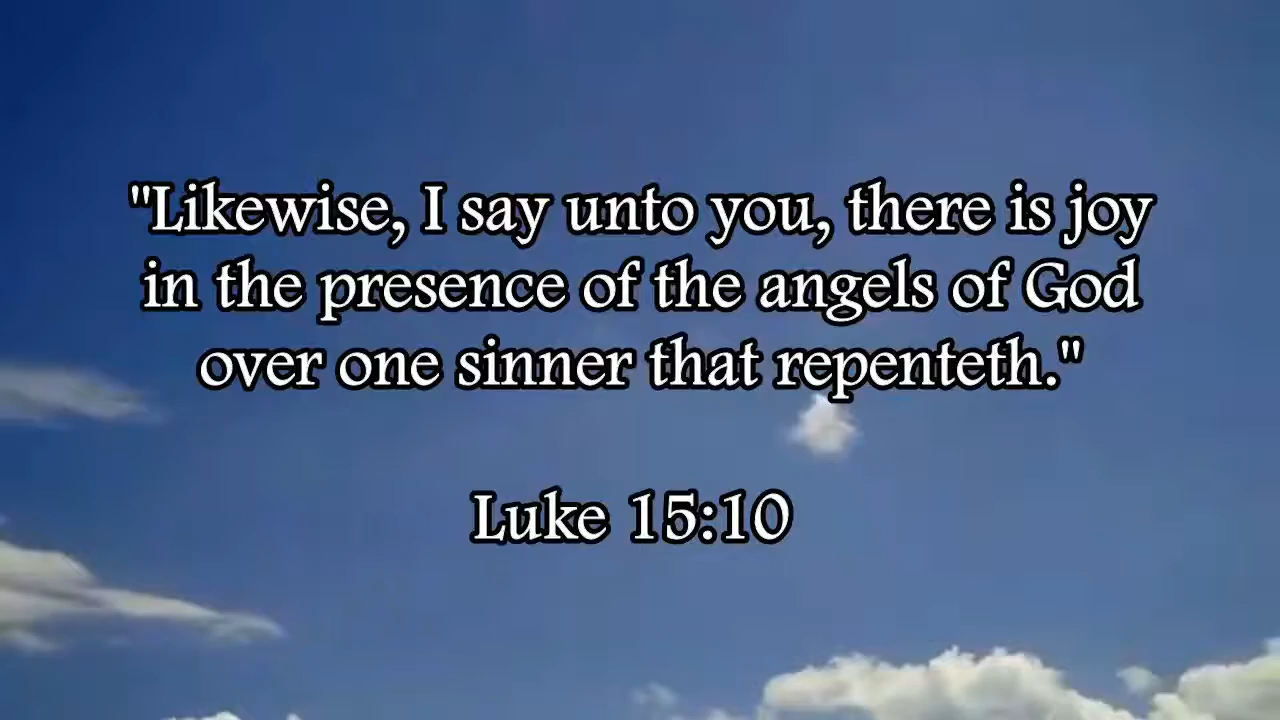 "Likewise, I say unto you, there is joy
in the presence of the angels of God
over one sinner that repenteth."
Luke 15:10